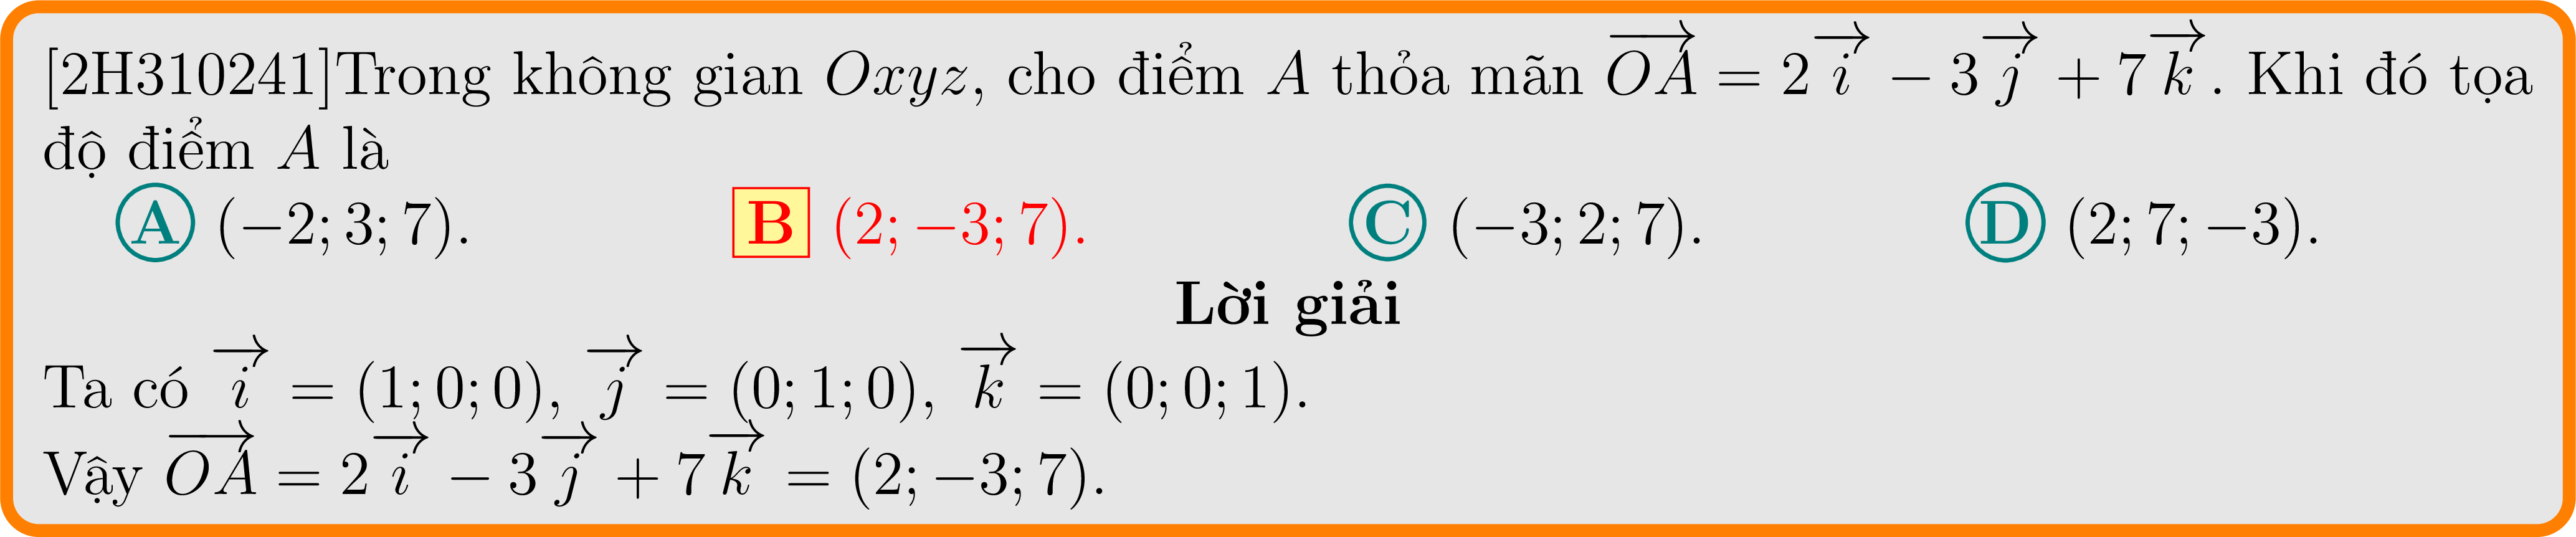 [2H310241]Trong không gian $Oxyz$, cho điểm $A$ thỏa mãn $\overrightarrow{OA} = 2\overrightarrow{i} - 3\overrightarrow{j} + 7\overrightarrow{k}$. Khi đó tọa
độ điểm $A$ là
A (−2; 3; 7). B (2; −3; 7). C (−3; 2; 7). D (2; 7; −3).
Lời giải
Ta có $\overrightarrow{i} = (1; 0; 0)$, $\overrightarrow{j} = (0; 1; 0)$, $\overrightarrow{k} = (0; 0; 1)$.
Vậy $\overrightarrow{OA} = 2\overrightarrow{i} - 3\overrightarrow{j} + 7\overrightarrow{k} = (2; -3; 7)$.